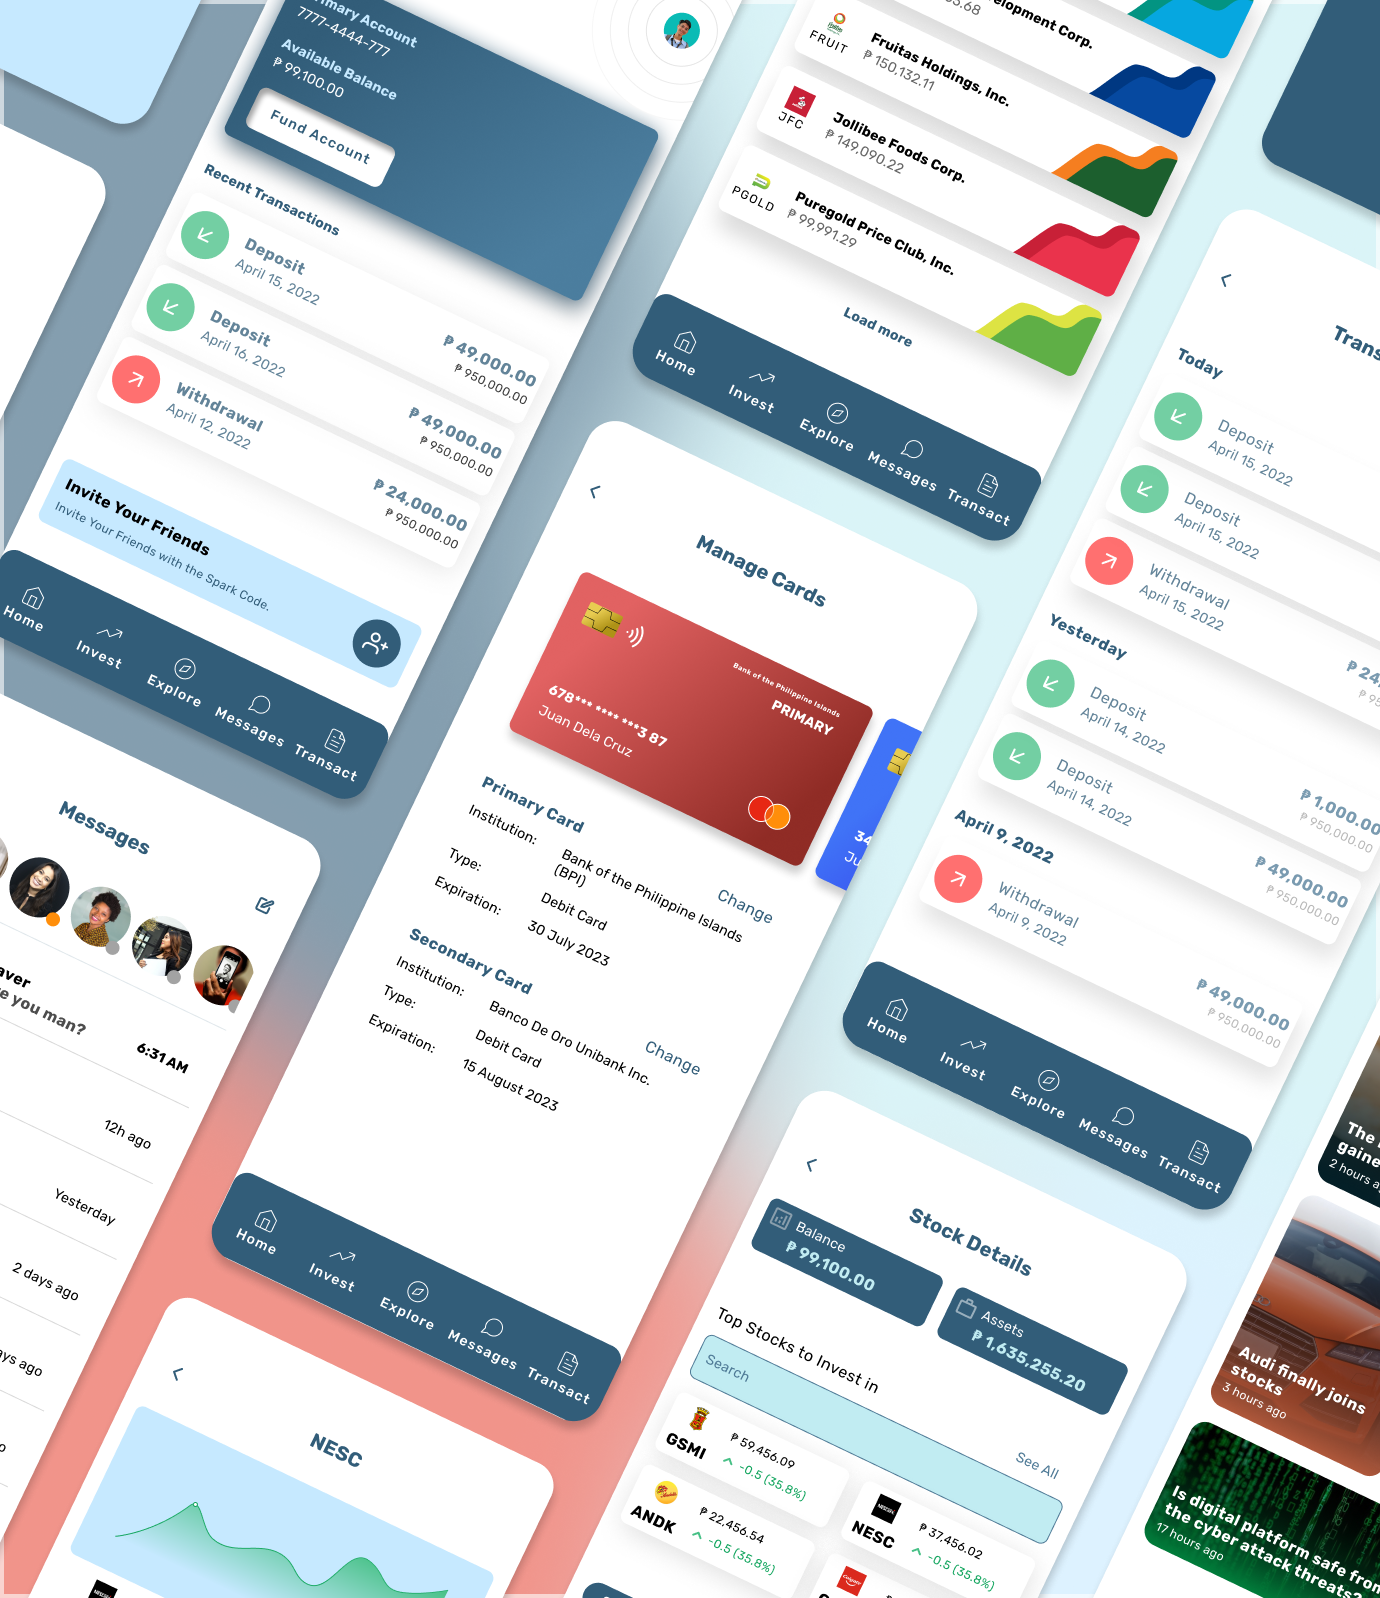 Primary Account
7777-4444-777
Available Balance
₱ 99,100.00
Fund Account
Recent Transactions
Deposit
April 15, 2022
₱ 49,000.00
₱ 950,000.00
Deposit
April 16, 2022
₱ 49,000.00
₱ 950,000.00
Withdrawal
April 12, 2022
₱ 24,000.00
₱ 950,000.00
Invite Your Friends
Invite Your Friends with the Spark Code.
Home
Invest
Explore
Messages
Transact
FRUIT
Fruitas Holdings, Inc.
₱ 150,132.11
JFC
Jollibee Foods Corp.
₱ 149,090.22
PGOLD
Puregold Price Club, Inc.
₱ 99,991.29
Load more
Home
Invest
Explore
Messages
Transact
Today
Deposit
April 15, 2022
Deposit
April 15, 2022
Withdrawal
April 15, 2022
Yesterday
Deposit
April 14, 2022
₱ 1,000.00
₱ 950,000.00
Deposit
April 14, 2022
₱ 49,000.00
₱ 950,000.00
April 9, 2022
Withdrawal
April 9, 2022
₱ 49,000.00
₱ 950,000.00
Home
Invest
Explore
Messages
Transact
Manage Cards
Bank of the Philippine Islands
PRIMARY
678*** **** ***3 87
Juan Dela Cruz
34
Ju
Primary Card
Institution:
Bank of the Philippine Islands
(BPI)
Change
Type:
Debit Card
Expiration:
30 July 2023
Secondary Card
Institution:
Banco De Oro Unibank Inc.
Change
Type:
Debit Card
Expiration:
15 August 2023
Home
Invest
Explore
Messages
Transact
Messages
you man?
6:31 AM
12h ago
Yesterday
2 days ago
ago
NESC
Stock Details
Balance
₱ 99,100.00
Assets
₱ 1,635,255.20
Top Stocks to Invest in
Search
See All
GSMI
₱ 59,456.09
-0.5 (35.8%)
NESC
₱ 37,456.02
-0.5 (35.8%)
ANDK
₱ 22,456.54
-0.5 (35.8%)
The
2 hours
Audi finally joins
stocks
3 hours ago
Is digital platform safe from
the cyber attack threats?
17 hours ago